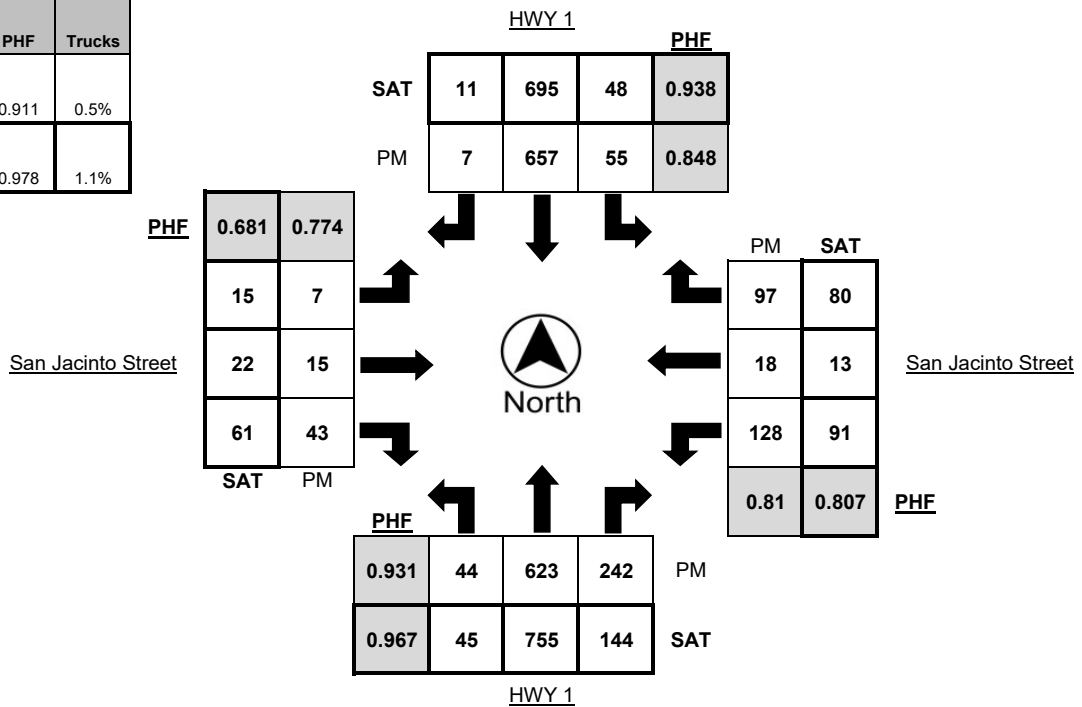 HWY 1
PHF Trucks
PHF
SAT 11 695 48 0.938
0.911 0.5%
PM 7 657 55 0.848
0.978 1.1%
PHF 0.681 0.774
PM SAT
15 7
97 80
San Jacinto Street 22 15
18 13 San Jacinto Street
North
61 43
128 91
SAT PM
0.81 0.807 PHF
PHF
0.931 44 623 242 PM
0.967 45 755 144 SAT
HWY 1